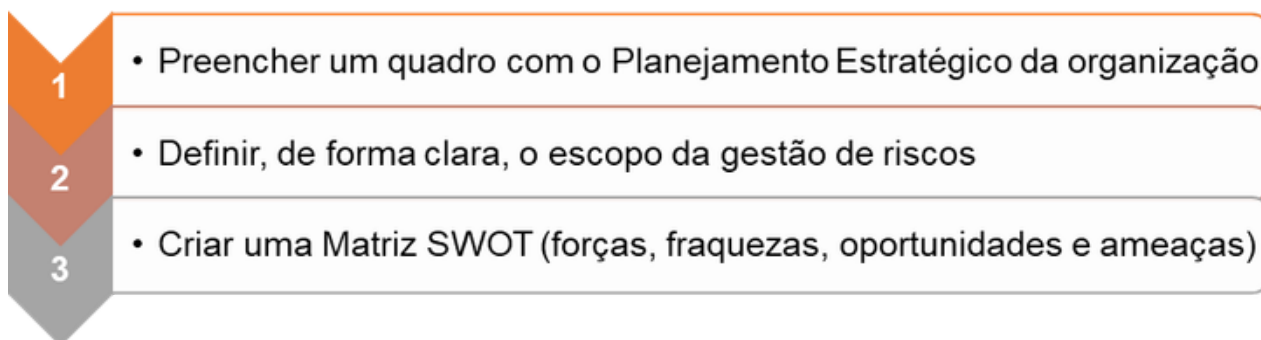 1
• Preencher um quadro com o Planejamento Estratégico da organização
2
• Definir, de forma clara, o escopo da gestão de riscos
3
• Criar uma Matriz SWOT (forças, fraquezas, oportunidades e ameaças)